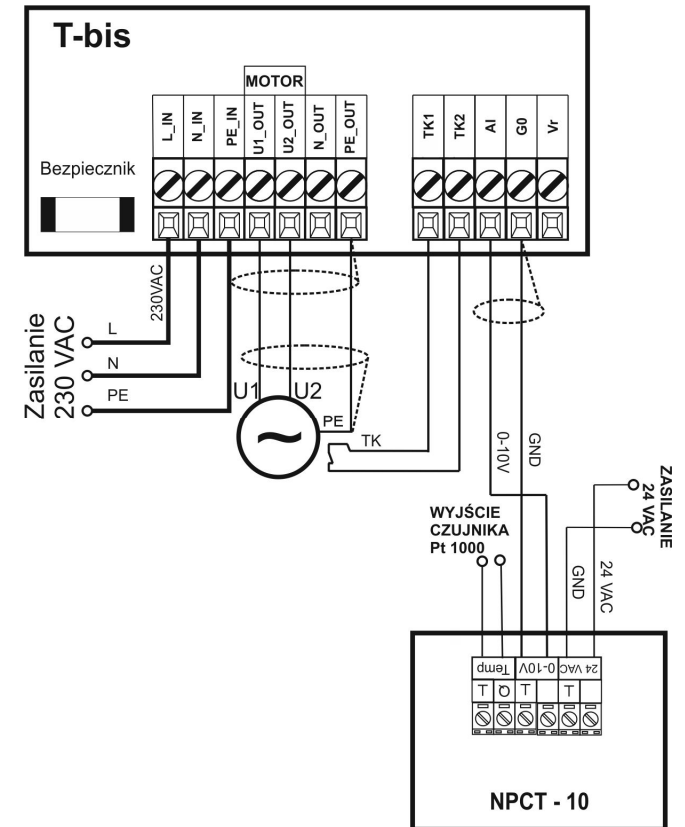 T-bis
MOTOR
L_IN
N_IN
PE_IN
U1_OUT
U2_OUT
N_OUT
PE_OUT
TK1
TK2
AI
G0
Vr
Bezpiecznik
230VAC
Zasilanie
230 VAC
L
N
PE
U1
U2
PE
TK
0-10V
GND
WYJŚCIE
CZUJNIKA
Pt 1000
ZASILANIE
24 VAC
GND
24 VAC
Temp
0-10V
24 VAC
⊥
Q
⊥
⊥
NPCT - 10